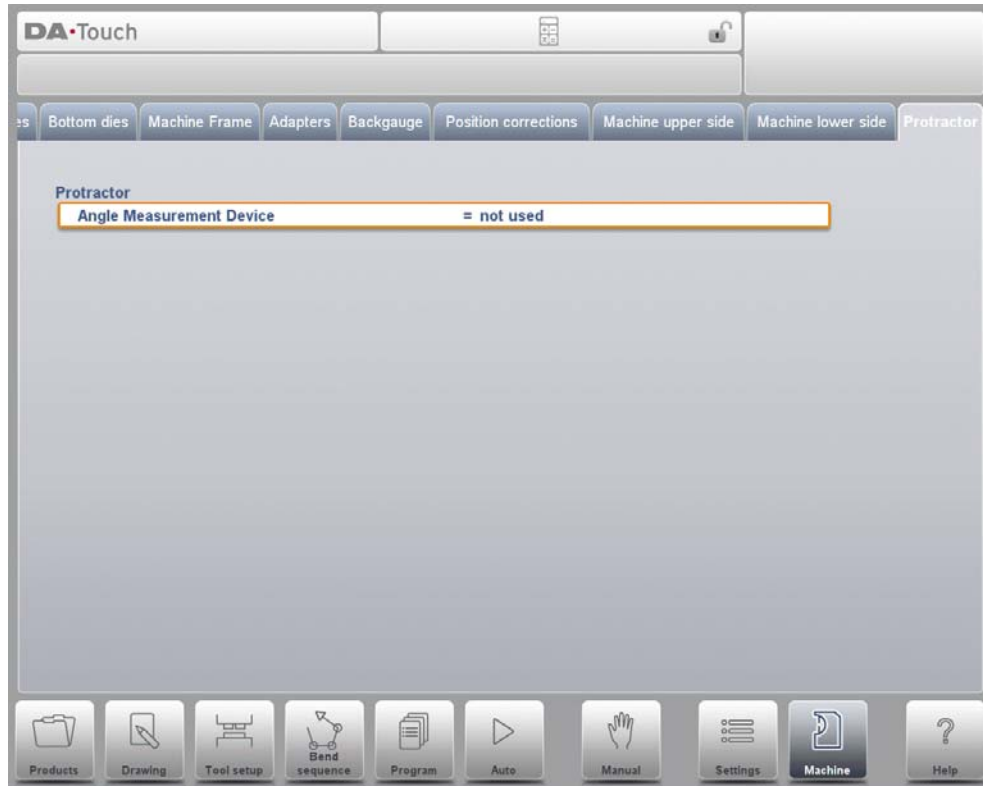 DA•Touch
es Bottom dies Machine Frame Adapters Backgauge Position corrections Machine upper side Machine lower side Protractor
Protractor
Angle Measurement Device = not used
Products Drawing Tool setup Bend sequence Program Auto Manual Settings Machine Help